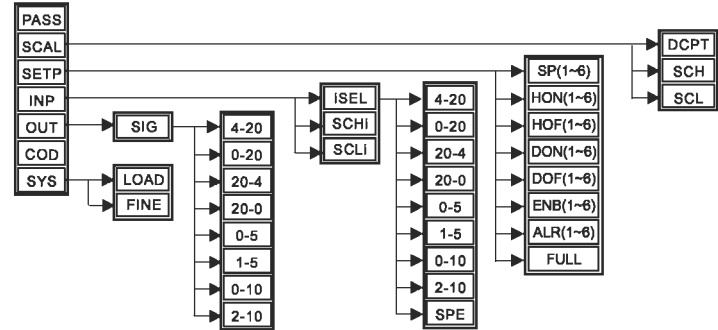 PASS
SCAL
SETP
INP
OUT
COD
SYS
SIG
LOAD
FINE
4-20
0-20
20-4
20-0
0-5
1-5
0-10
2-10
iSEL
SCHi
SCLi
4-20
0-20
20-4
20-0
0-5
1-5
0-10
2-10
SPE
SP(1~6)
HON(1~6)
HOF(1~6)
DON(1~6)
DOF(1~6)
ENB(1~6)
ALR(1~6)
FULL
DCPT
SCH
SCL